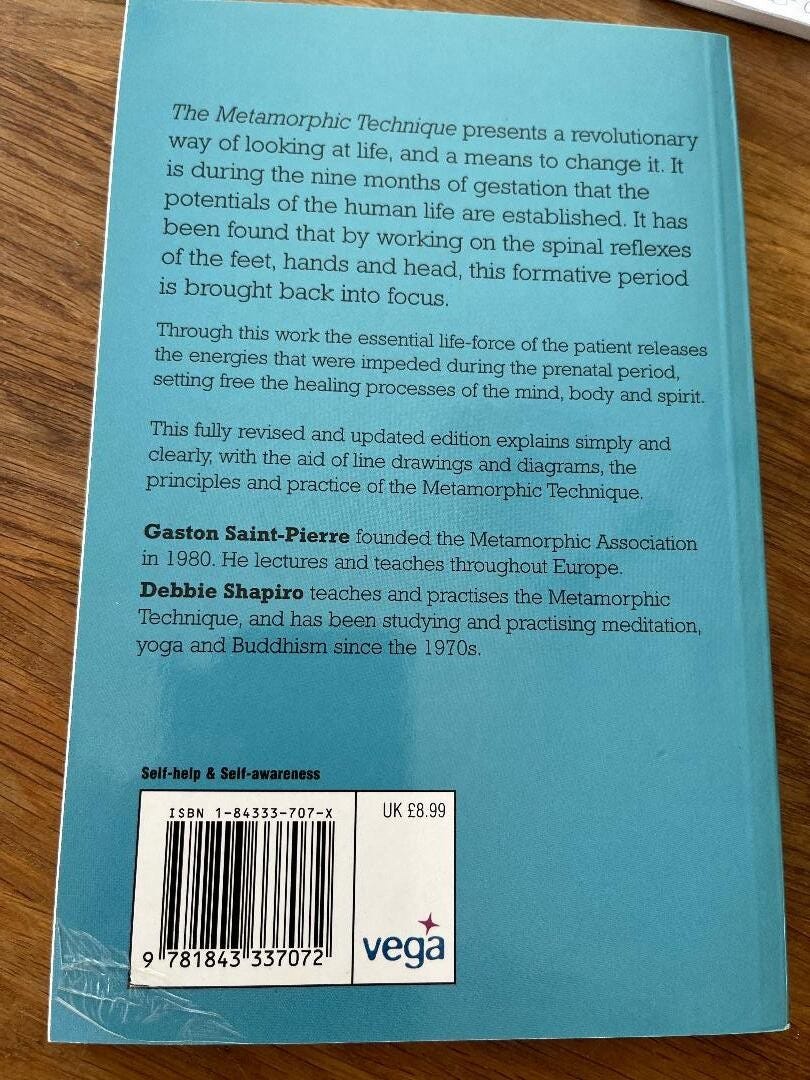 The Metamorphic Technique presents a revolutionary
way of looking at life, and a means to change it. It
is during the nine months of gestation that the
potentials of the human life are established. It has
been found that by working on the spinal reflexes
of the feet, hands and head, this formative period
is brought back into focus.
Through this work the essential life-force of the patient releases
the energies that were impeded during the prenatal period,
setting free the healing processes of the mind, body and spirit.
This fully revised and updated edition explains simply and
clearly, with the aid of line drawings and diagrams, the
principles and practice of the Metamorphic Technique.
Gaston Saint-Pierre founded the Metamorphic Association
in 1980. He lectures and teaches throughout Europe.
Debbie Shapiro teaches and practises the Metamorphic
Technique, and has been studying and practising meditation,
yoga and Buddhism since the 1970s.
Self-help & Self-awareness
ISBN 1-84333-707-X
UK £8.99
9 781843 337072
vega